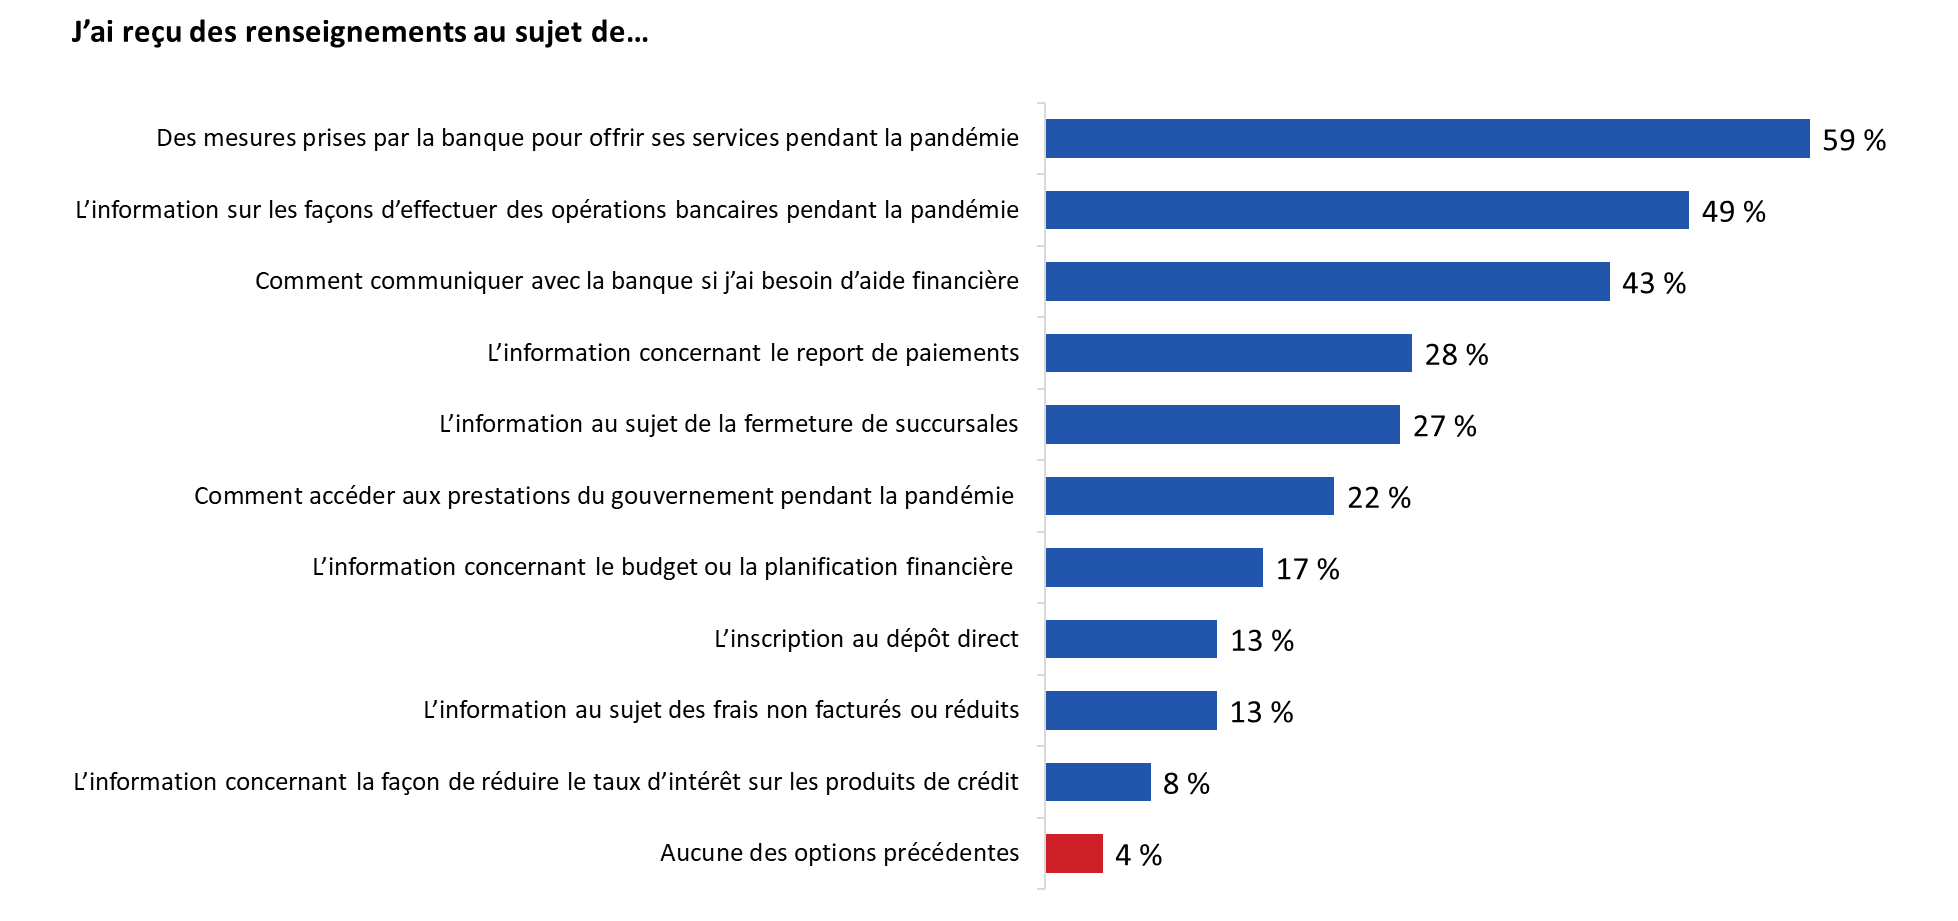 J’ai reçu des renseignements au sujet de…
Des mesures prises par la banque pour offrir ses services pendant la pandémie 59 %
L’information sur les façons d’effectuer des opérations bancaires pendant la pandémie 49 %
Comment communiquer avec la banque si j’ai besoin d’aide financière 43 %
L’information concernant le report de paiements 28 %
L’information au sujet de la fermeture de succursales 27 %
Comment accéder aux prestations du gouvernement pendant la pandémie 22 %
L’information concernant le budget ou la planification financière 17 %
L’inscription au dépôt direct 13 %
L’information au sujet des frais non facturés ou réduits 13 %
L’information concernant la façon de réduire le taux d’intérêt sur les produits de crédit 8 %
Aucune des options précédentes 4 %